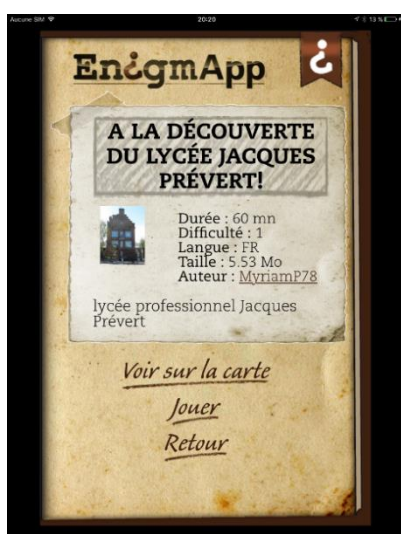 Aucune SIM
20:20
13 %
EnigmApp
A LA DÉCOUVERTE
DU LYCÉE JACQUES
PRÉVERT!
Durée : 60 mn
Difficulté : 1
Langue : FR
Taille : 5.53 Mo
Auteur : MyriamP78
lycée professionnel Jacques
Prévert
Voir sur la carte
Jouer
Retour